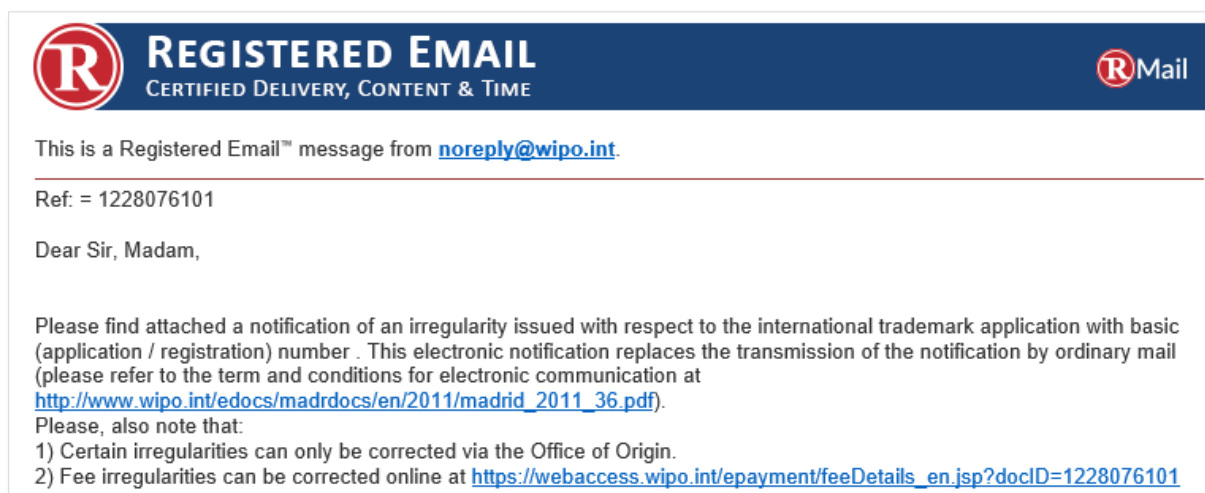 R REGISTERED EMAIL
CERTIFIED DELIVERY, CONTENT & TIME
R Mail
This is a Registered Email™ message from noreply@wipo.int.
Ref: = 1228076101
Dear Sir, Madam,
Please find attached a notification of an irregularity issued with respect to the international trademark application with basic
(application / registration) number . This electronic notification replaces the transmission of the notification by ordinary mail
(please refer to the term and conditions for electronic communication at
http://www.wipo.int/edocs/madrdocs/en/2011/madrid_2011_36.pdf).
Please, also note that:
1) Certain irregularities can only be corrected via the Office of Origin.
2) Fee irregularities can be corrected online at https://webaccess.wipo.int/epayment/feeDetails_en.jsp?docID=1228076101